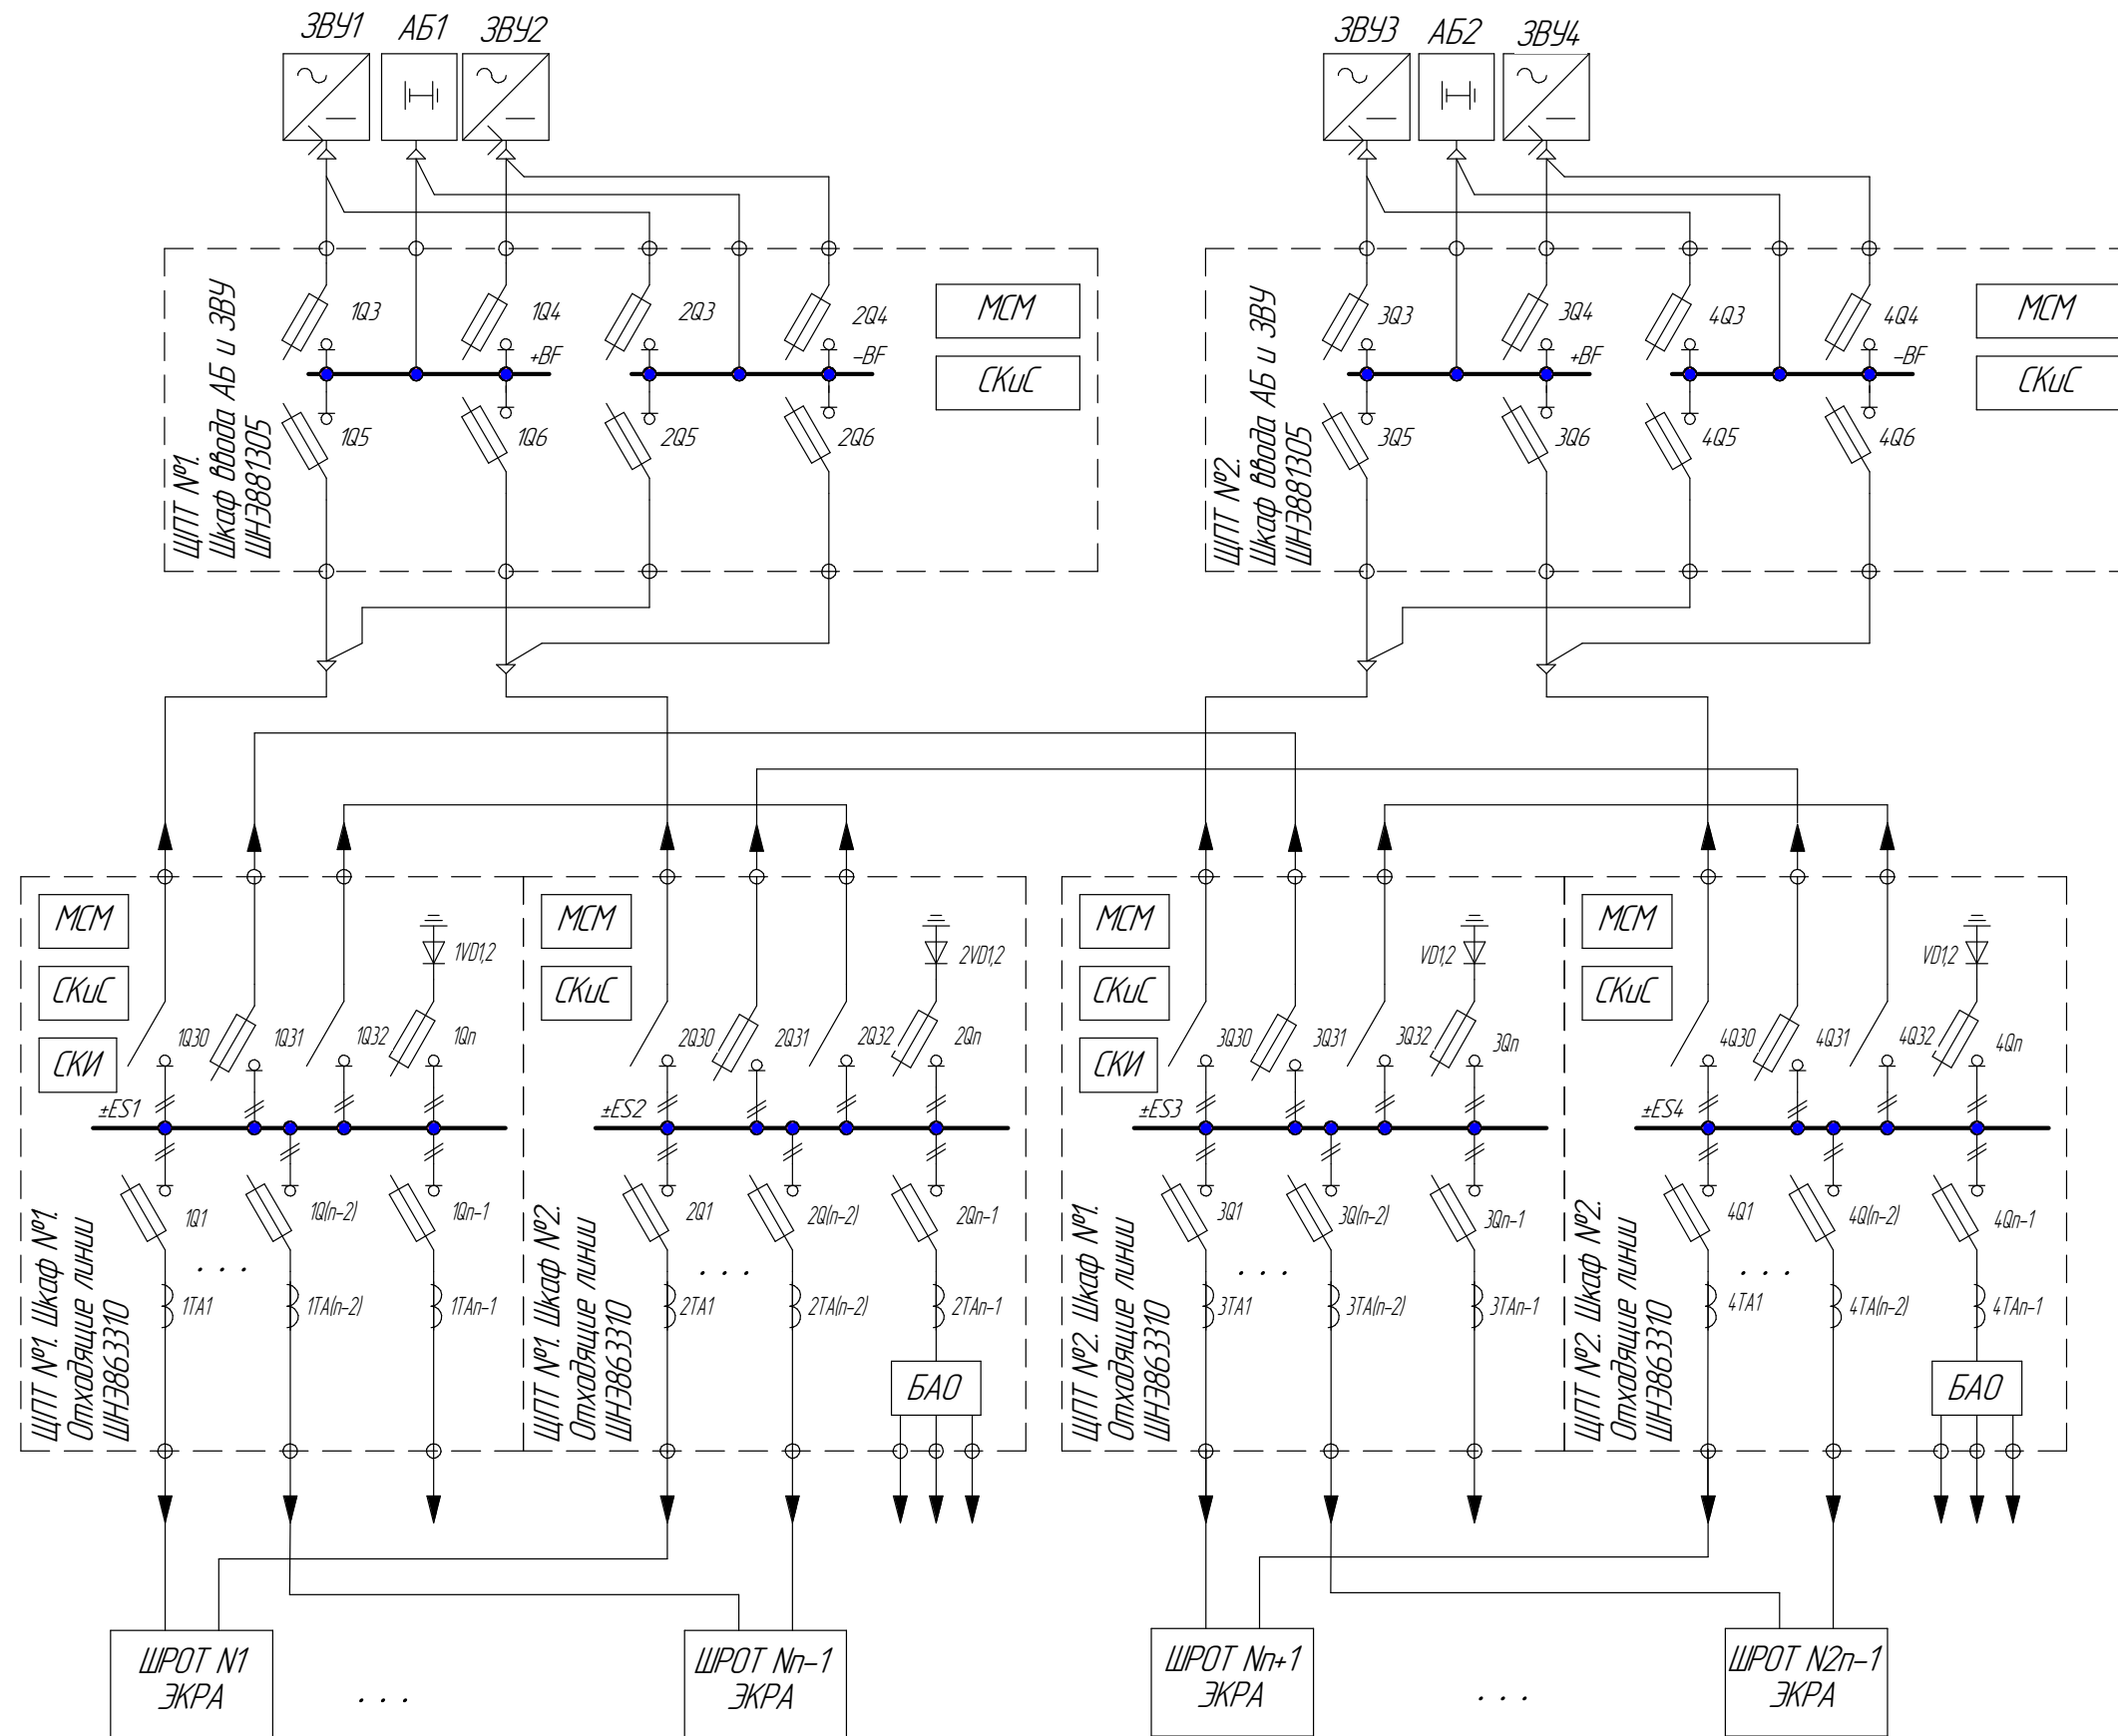 ЗВУ1
АБ1
ЗВУ2
ЗВУ3
АБ2
ЗВУ4
ЩПТ №1.
Шкаф ввода АБ и ЗВУ
ШНЭ8813О5
1Q3
1Q4
2Q3
2Q4
+BF
-BF
1Q5
1Q6
2Q5
2Q6
МСМ
СКиС
ЩПТ №2.
Шкаф ввода АБ и ЗВУ
ШНЭ8813О5
3Q3
3Q4
4Q3
4Q4
+BF
-BF
3Q5
3Q6
4Q5
4Q6
МСМ
СКиС
МСМ
СКиС
СКИ
1VD1,2
1Q30
1Q31
1Q32
1Qn
±ES1
1Q1
1Q(n-2)
1Qn-1
. . .
1TA1
1TA(n-2)
1TAn-1
ЩПТ №1. Шкаф №1.
Отходящие линии
ШНЭ863310
МСМ
СКиС
2VD1,2
2Q30
2Q31
2Q32
2Qn
±ES2
2Q1
2Q(n-2)
2Qn-1
. . .
2TA1
2TA(n-2)
2TAn-1
БАО
ЩПТ №1. Шкаф №2.
Отходящие линии
ШНЭ863310
МСМ
СКиС
СКИ
VD1,2
3Q30
3Q31
3Q32
3Qn
±ES3
3Q1
3Q(n-2)
3Qn-1
. . .
3TA1
3TA(n-2)
3TAn-1
ЩПТ №2. Шкаф №1.
Отходящие линии
ШНЭ863310
МСМ
СКиС
VD1,2
4Q30
4Q31
4Q32
4Qn
±ES4
4Q1
4Q(n-2)
4Qn-1
. . .
4TA1
4TA(n-2)
4TAn-1
БАО
ЩПТ №2. Шкаф №2.
Отходящие линии
ШНЭ863310
ШРОТ N1
ЭКРА
. . .
ШРОТ Nn-1
ЭКРА
ШРОТ Nn+1
ЭКРА
. . .
ШРОТ N2n-1
ЭКРА